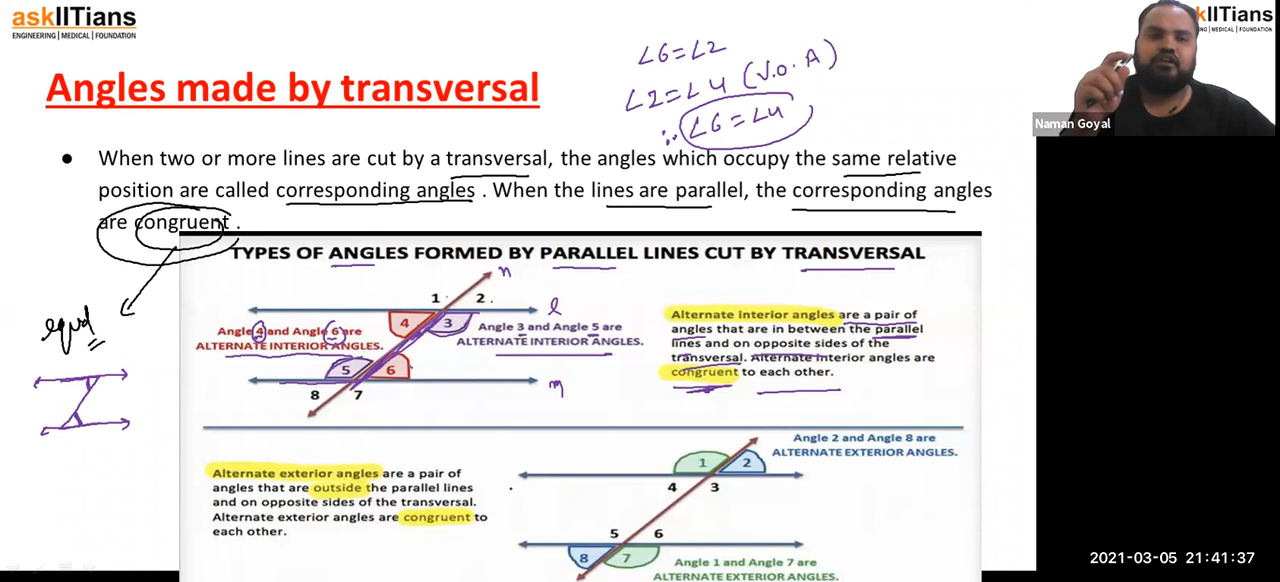 askIITians
ENGINEERING | MEDICAL | FOUNDATION
kIITians
NG | MEDICAL | FOUNDATION
Naman Goyal
∠6=∠2
∠2=∠4 (V.O.A)
∴ ∠6=∠4
Angles made by transversal
● When two or more lines are cut by a transversal, the angles which occupy the same relative
position are called corresponding angles . When the lines are parallel, the corresponding angles
are congruent .
equal
TYPES OF ANGLES FORMED BY PARALLEL LINES CUT BY TRANSVERSAL
n
1 2
l
4 3
Angle 4 and Angle 6 are
ALTERNATE INTERIOR ANGLES.
Angle 3 and Angle 5 are
ALTERNATE INTERIOR ANGLES.
5 6
m
8 7
Alternate interior angles are a pair of
angles that are in between the parallel
lines and on opposite sides of the
transversal. Alternate interior angles are
congruent to each other.
Alternate exterior angles are a pair of
angles that are outside the parallel lines
and on opposite sides of the transversal.
Alternate exterior angles are congruent to
each other.
Angle 2 and Angle 8 are
ALTERNATE EXTERIOR ANGLES.
1 2
4 3
5 6
8 7
Angle 1 and Angle 7 are
ALTERNATE EXTERIOR ANGLES.
2021-03-05 21:41:37